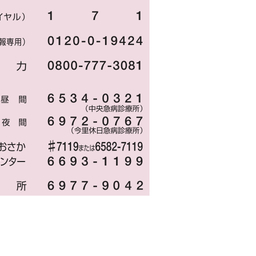 イヤル） 1 7 1
報専用） 0120-0-19424
力 0800-777-3081
昼 間 6534-0321
（中央急病診療所）
夜 間 6972-0767
（今里休日急病診療所）
おさか ♯7119または6582-7119
ンター 6693-1199
所 6977-9042